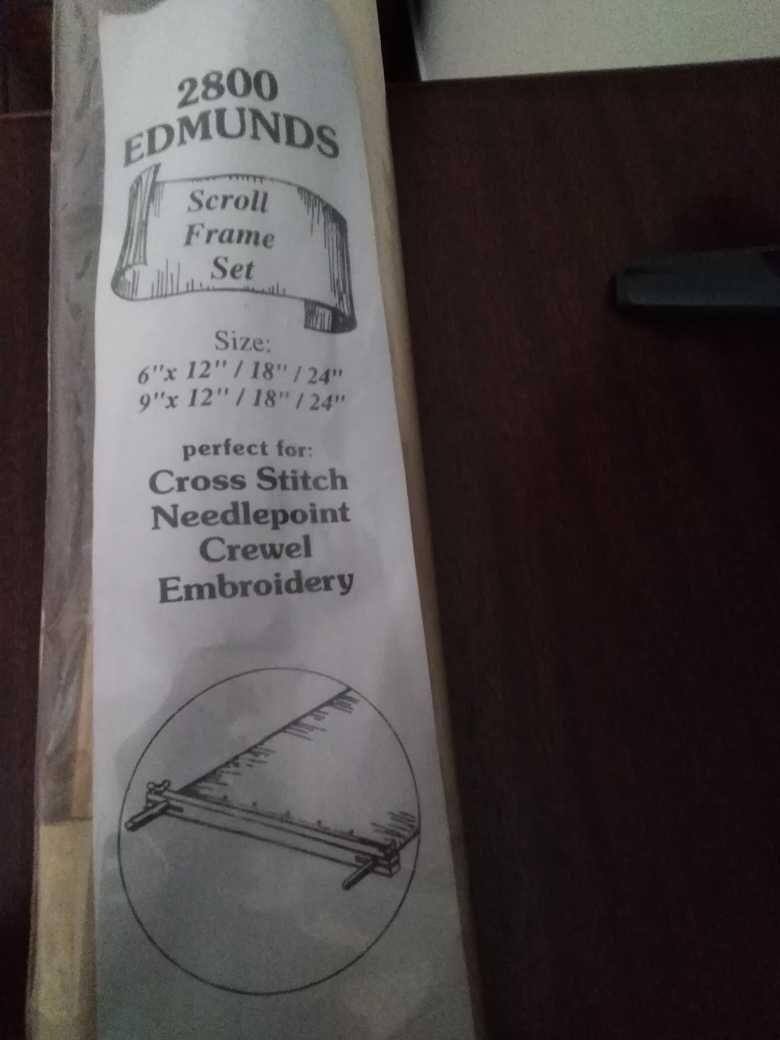 2800
EDMUNDS
Scroll
Frame
Set
Size:
6"x 12" / 18" / 24"
9"x 12" / 18" / 24"
perfect for:
Cross Stitch
Needlepoint
Crewel
Embroidery